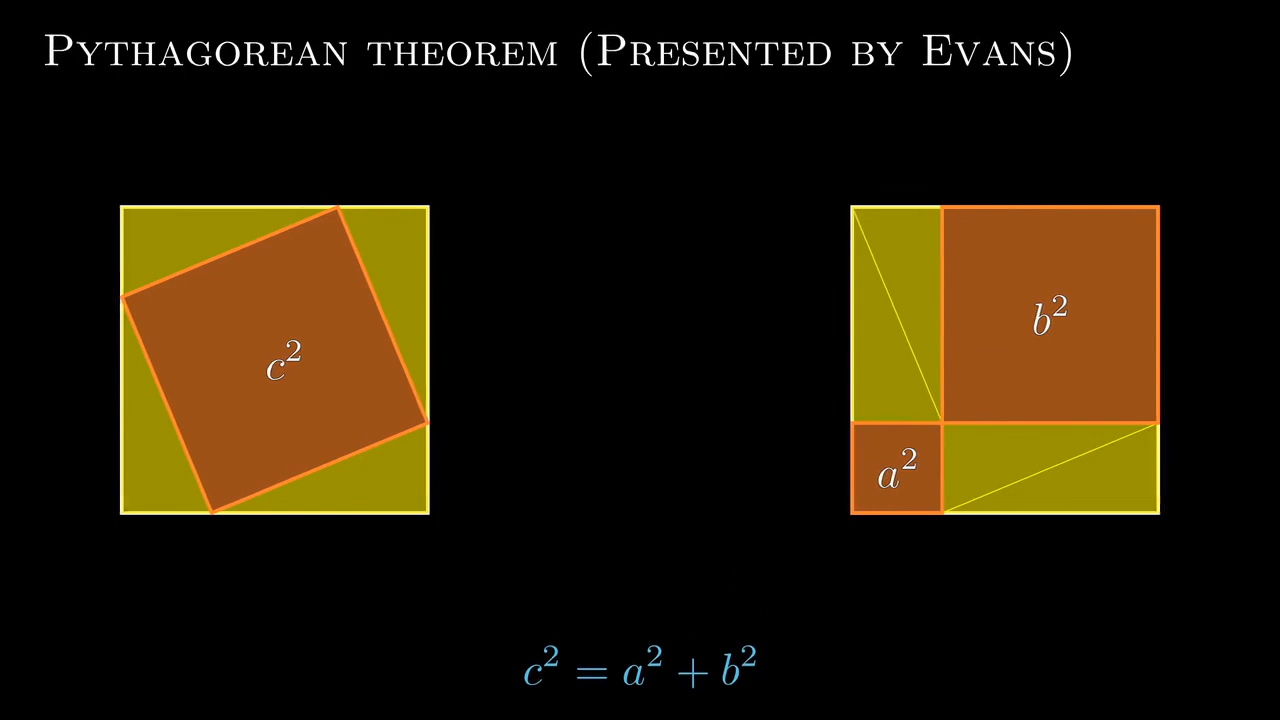 Pythagorean theorem (Presented by Evans)
c²
b²
a²
c² = a² + b²